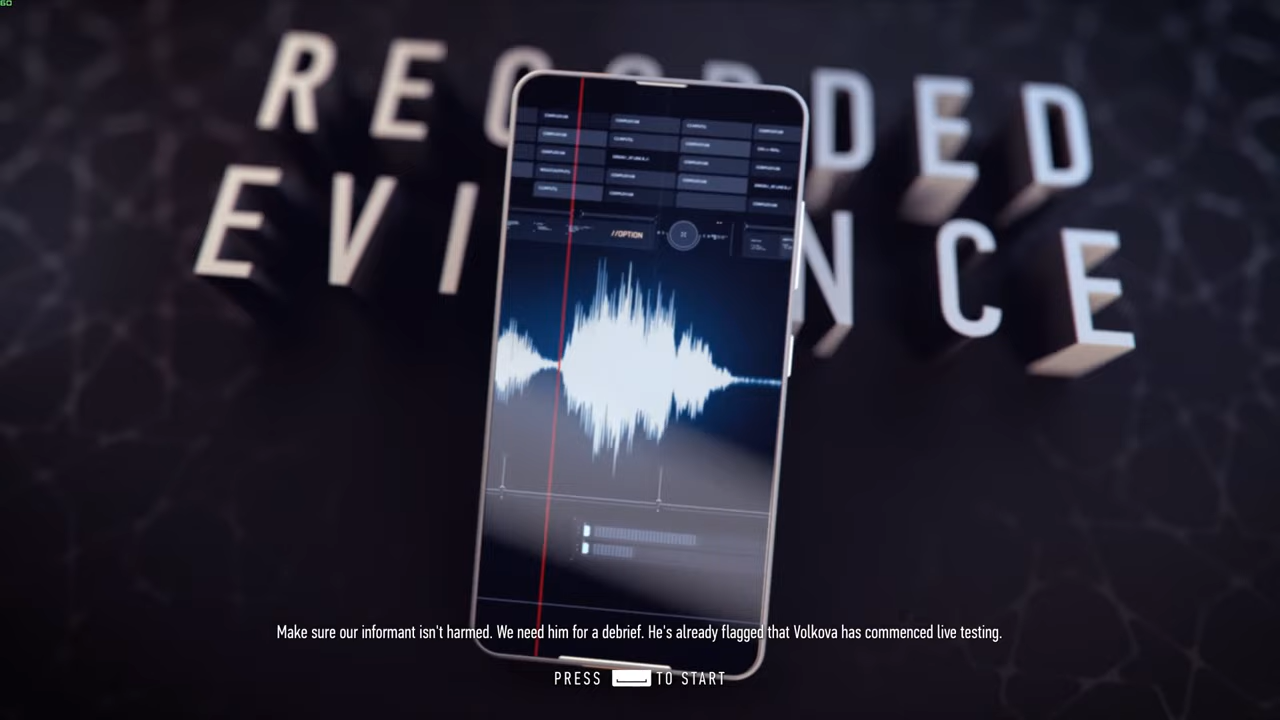 60
RECORDED
EVIDENCE
//OPTION
Make sure our informant isn't harmed. We need him for a debrief. He's already flagged that Volkova has commenced live testing.
PRESS TO START